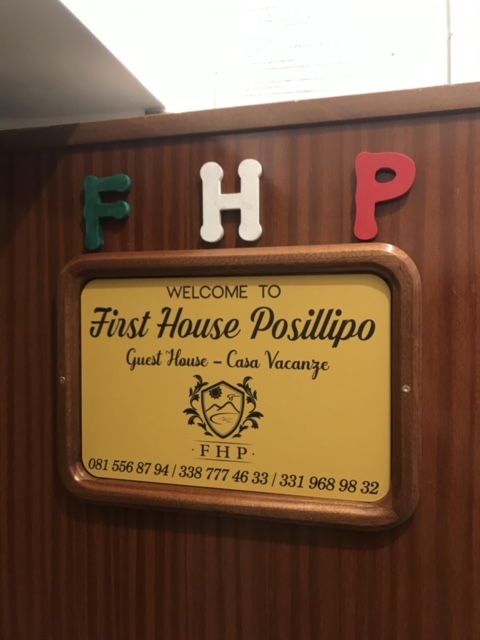 F H P
WELCOME TO
First House Posillipo
Guest House - Casa Vacanze
· FHP ·
081 556 87 94 / 338 777 46 33 / 331 968 98 32